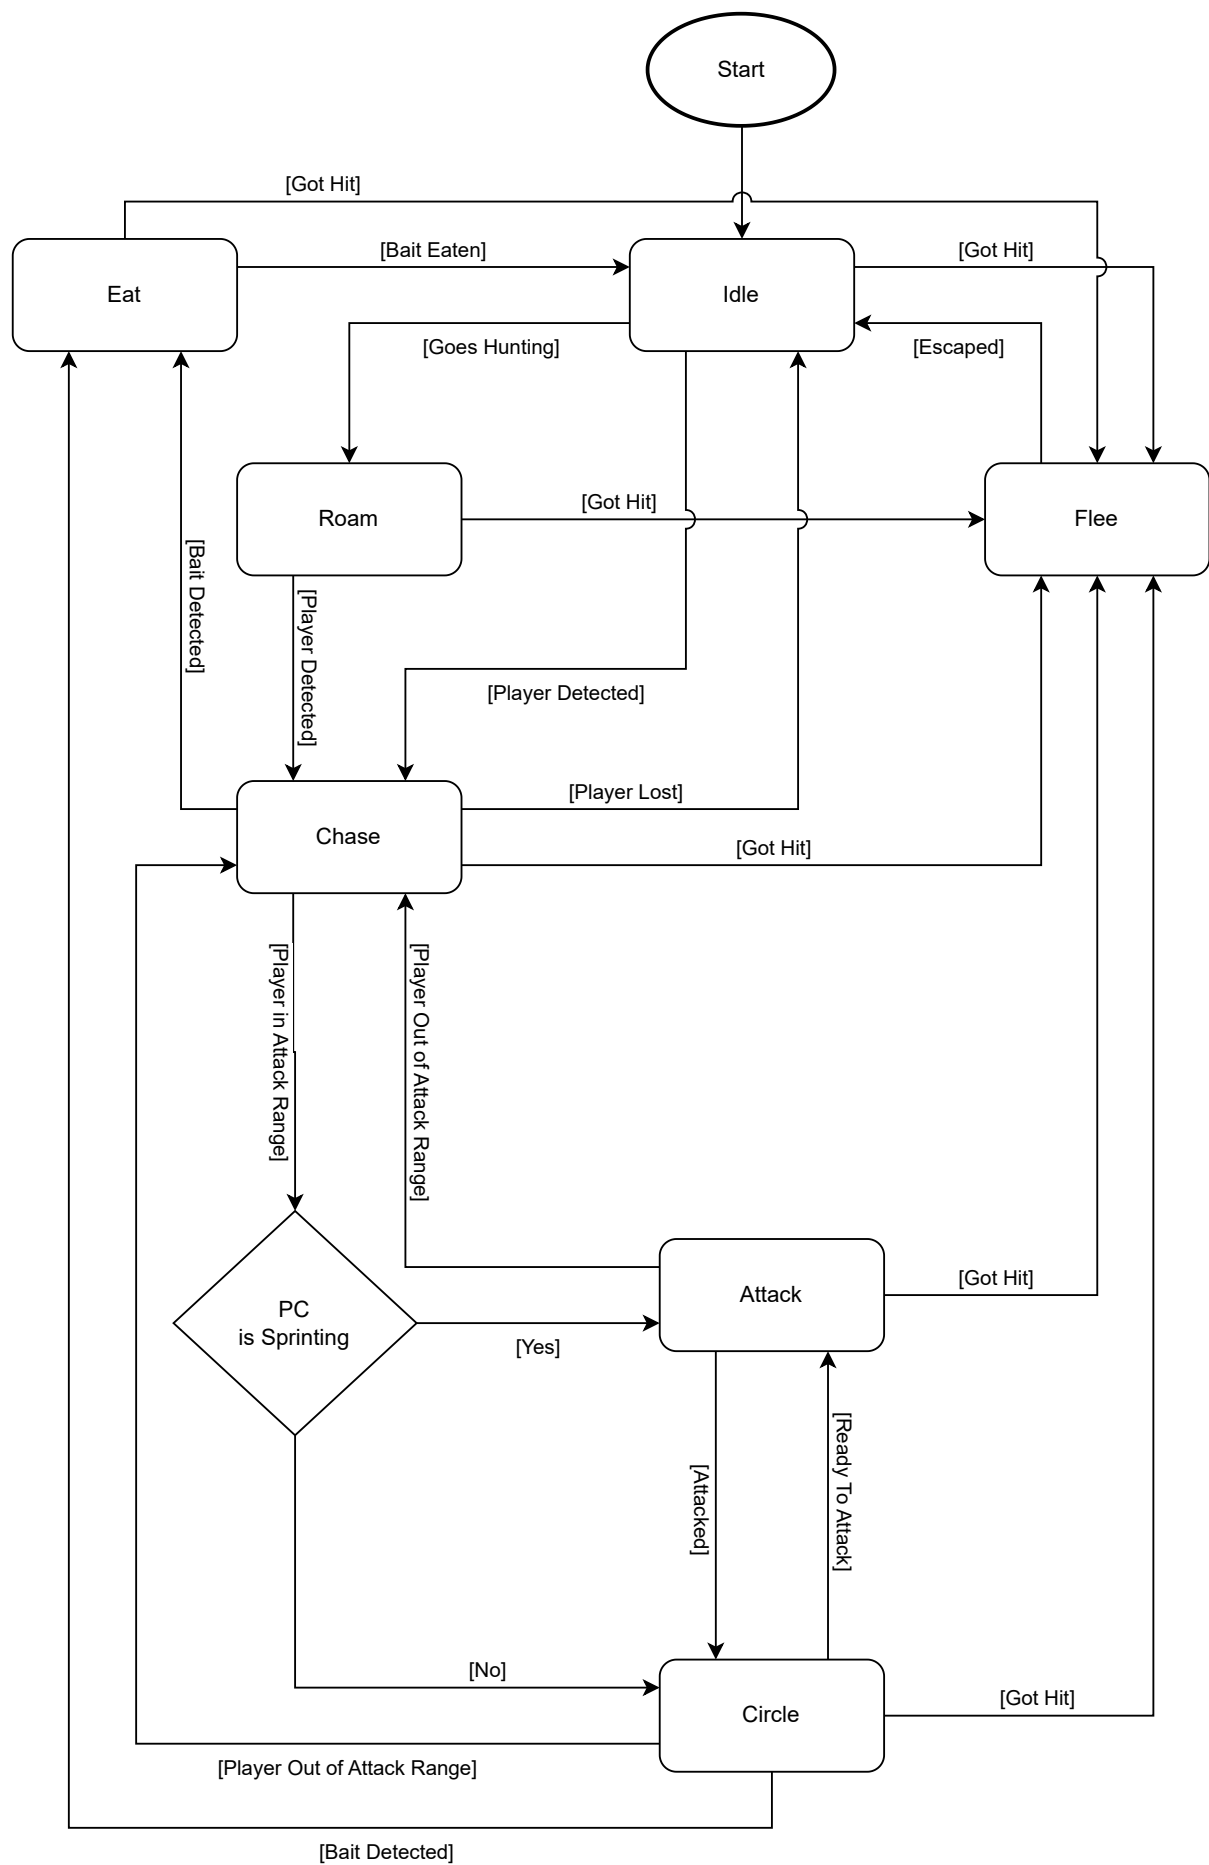 Start
[Got Hit]
[Bait Eaten]
[Got Hit]
Eat
Idle
[Goes Hunting]
[Escaped]
[Got Hit]
Roam
Flee
[Bait Detected]
[Player Detected]
[Player Detected]
[Player Lost]
Chase
[Got Hit]
[Player in Attack Range]
[Player Out of Attack Range]
Attack
[Got Hit]
PC
is Sprinting
[Yes]
[Attacked]
[Ready To Attack]
[No]
Circle
[Got Hit]
[Player Out of Attack Range]
[Bait Detected]